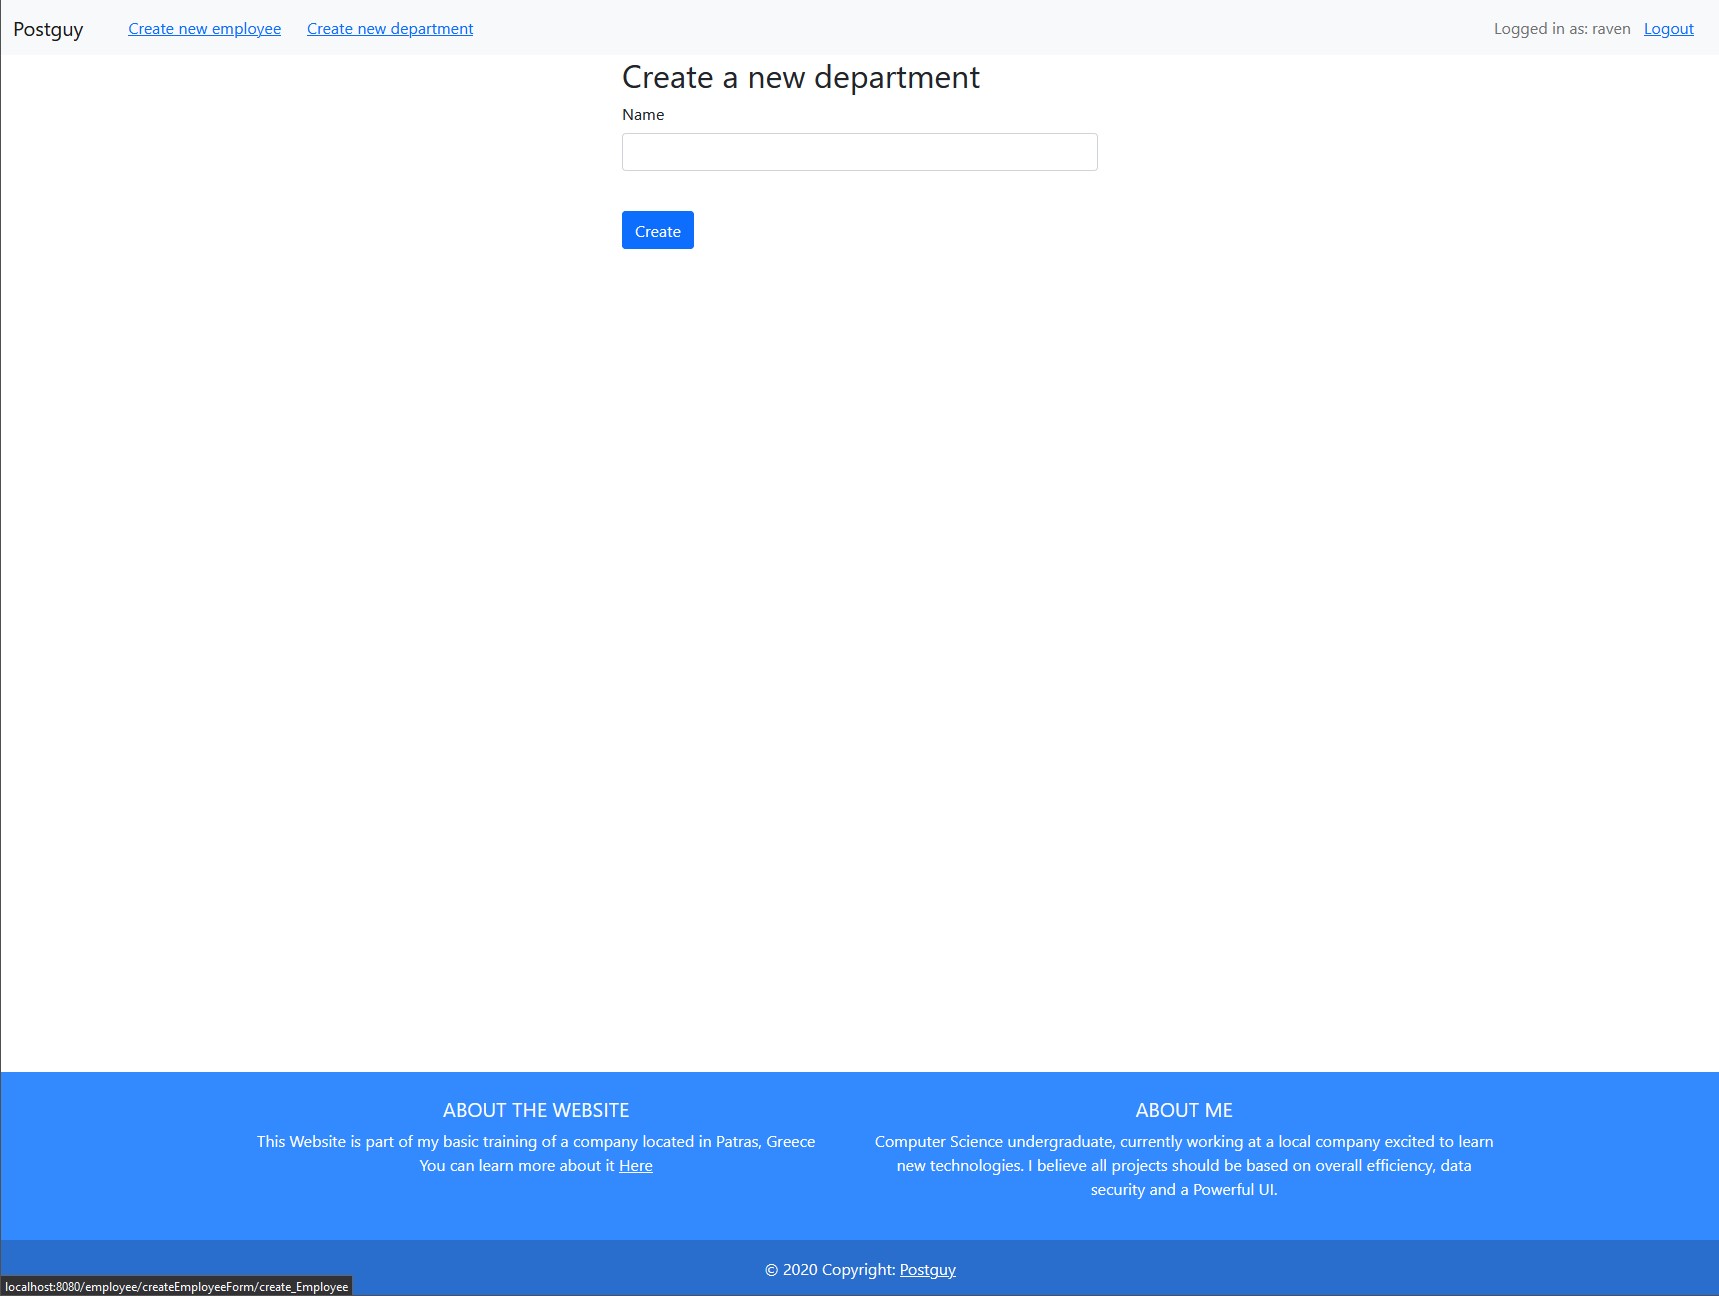 Postguy Create new employee Create new department Logged in as: raven Logout
Create a new department
Name
Create
ABOUT THE WEBSITE
This Website is part of my basic training of a company located in Patras, Greece
You can learn more about it Here
ABOUT ME
Computer Science undergraduate, currently working at a local company excited to learn
new technologies. I believe all projects should be based on overall efficiency, data
security and a Powerful UI.
© 2020 Copyright: Postguy
localhost:8080/employee/createEmployeeForm/create_Employee